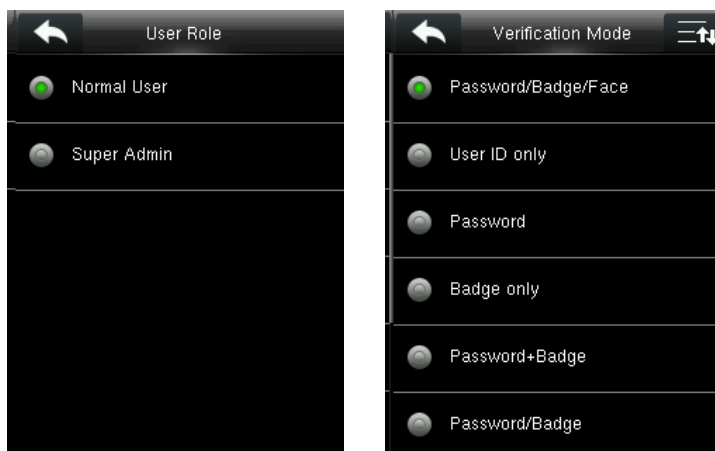 User Role
Normal User
Super Admin
Verification Mode
Password/Badge/Face
User ID only
Password
Badge only
Password+Badge
Password/Badge